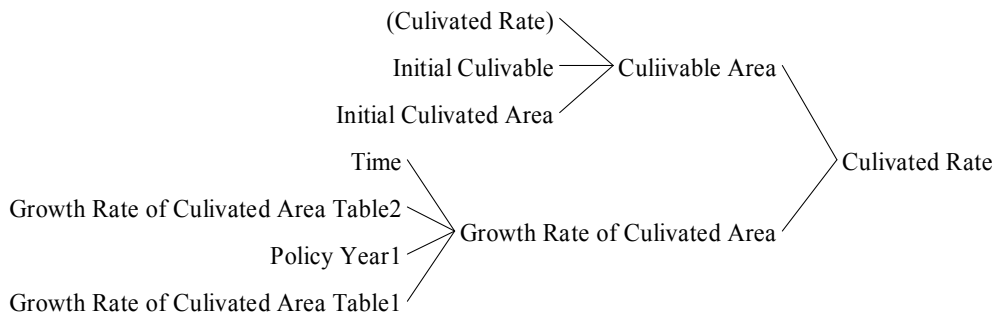 (Culivated Rate)
Initial Culivable
Culiivable Area
Initial Culivated Area
Time
Culivated Rate
Growth Rate of Culivated Area Table2
Growth Rate of Culivated Area
Policy Year1
Growth Rate of Culivated Area Table1